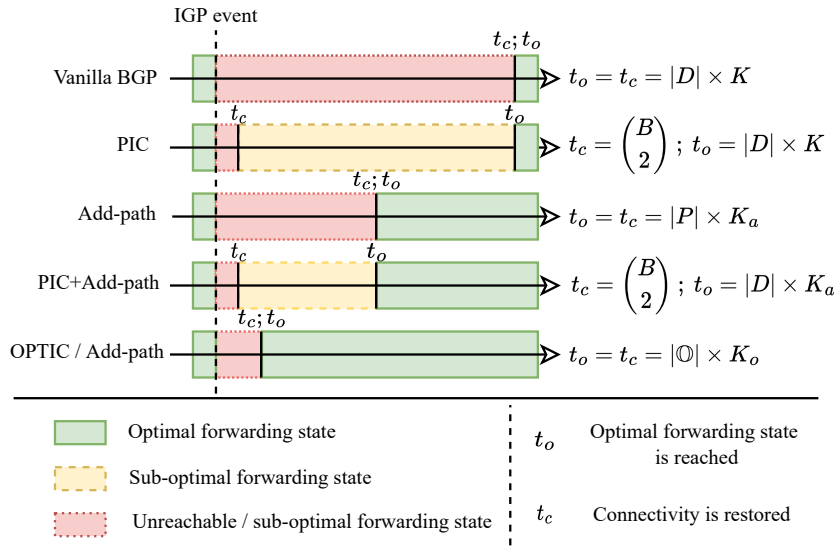 IGP event
t_c; t_o
Vanilla BGP
t_o = t_c = |D| × K
t_c
t_o
PIC
t_c = (B 2) ; t_o = |D| × K
t_c; t_o
Add-path
t_o = t_c = |P| × K_a
t_c
t_o
PIC+Add-path
t_c = (B 2) ; t_o = |D| × K_a
t_c; t_o
OPTIC / Add-path
t_o = t_c = |𝕆| × K_o
Optimal forwarding state
Sub-optimal forwarding state
Unreachable / sub-optimal forwarding state
t_o
Optimal forwarding state
is reached
t_c
Connectivity is restored